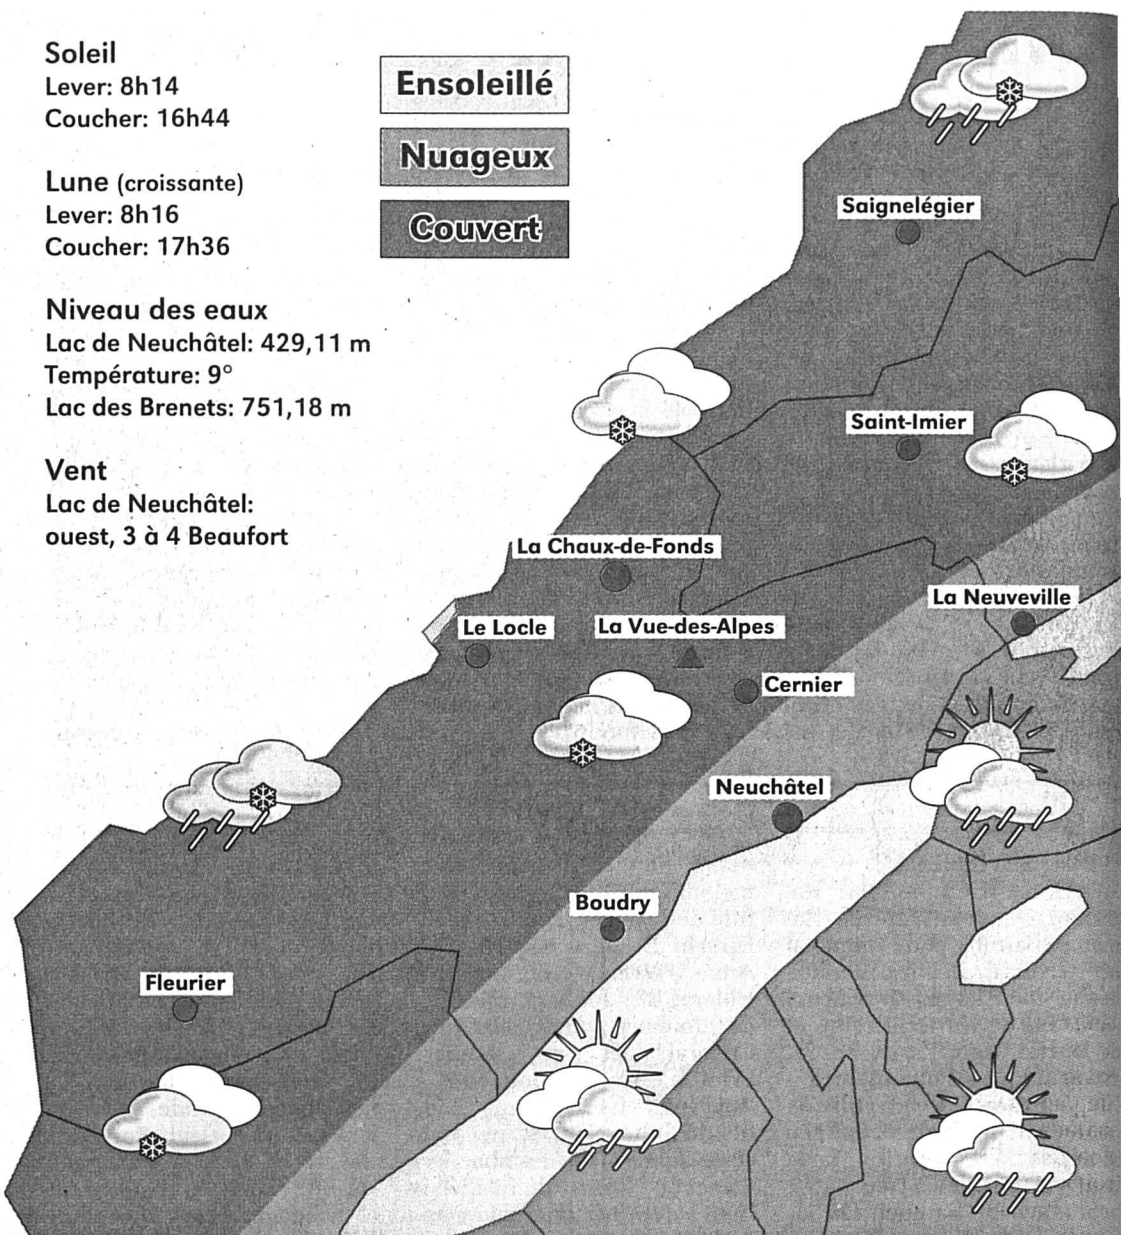 Soleil
Lever: 8h14
Coucher: 16h44
Lune (croissante)
Lever: 8h16
Coucher: 17h36
Niveau des eaux
Lac de Neuchâtel: 429,11 m
Température: 9°
Lac des Brenets: 751,18 m
Vent
Lac de Neuchâtel:
ouest, 3 à 4 Beaufort
Ensoleillé
Nuageux
Couvert
Saignelégier
Saint-Imier
La Chaux-de-Fonds
La Neuveville
Le Locle
La Vue-des-Alpes
Cernier
Neuchâtel
Boudry
Fleurier